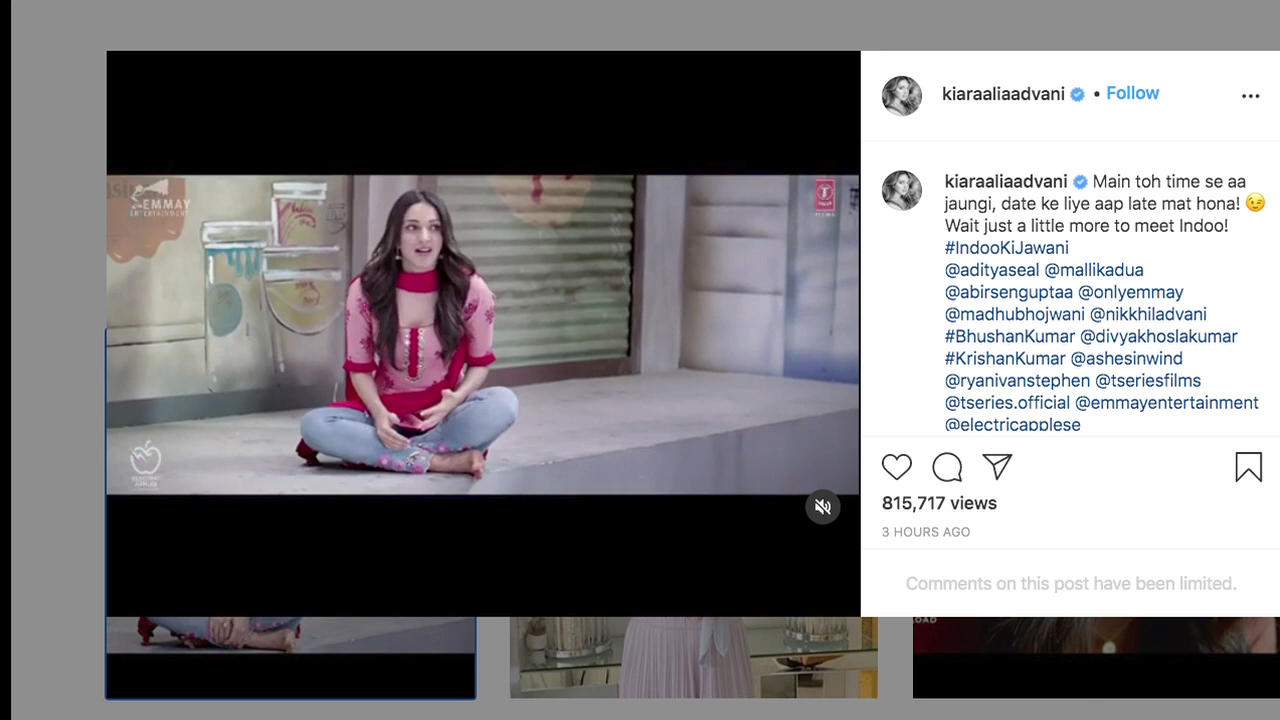 kiaraaliaadvani • Follow
EMMAY
ENTERTAINMENT
T
SERIES
FILMS
kiaraaliaadvani Main toh time se aa
jaungi, date ke liye aap late mat hona! 😉
Wait just a little more to meet Indoo!
#IndooKiJawani
@adityaseal @mallikadua
@abirsenguptaa @onlyemmay
@madhubhojwani @nikkhiladvani
#BhushanKumar @divyakhoslakumar
#KrishanKumar @ashesinwind
@ryanivanstephen @tseriesfilms
@tseries.official @emmayentertainment
@electricapplese
815,717 views
3 HOURS AGO
Comments on this post have been limited.